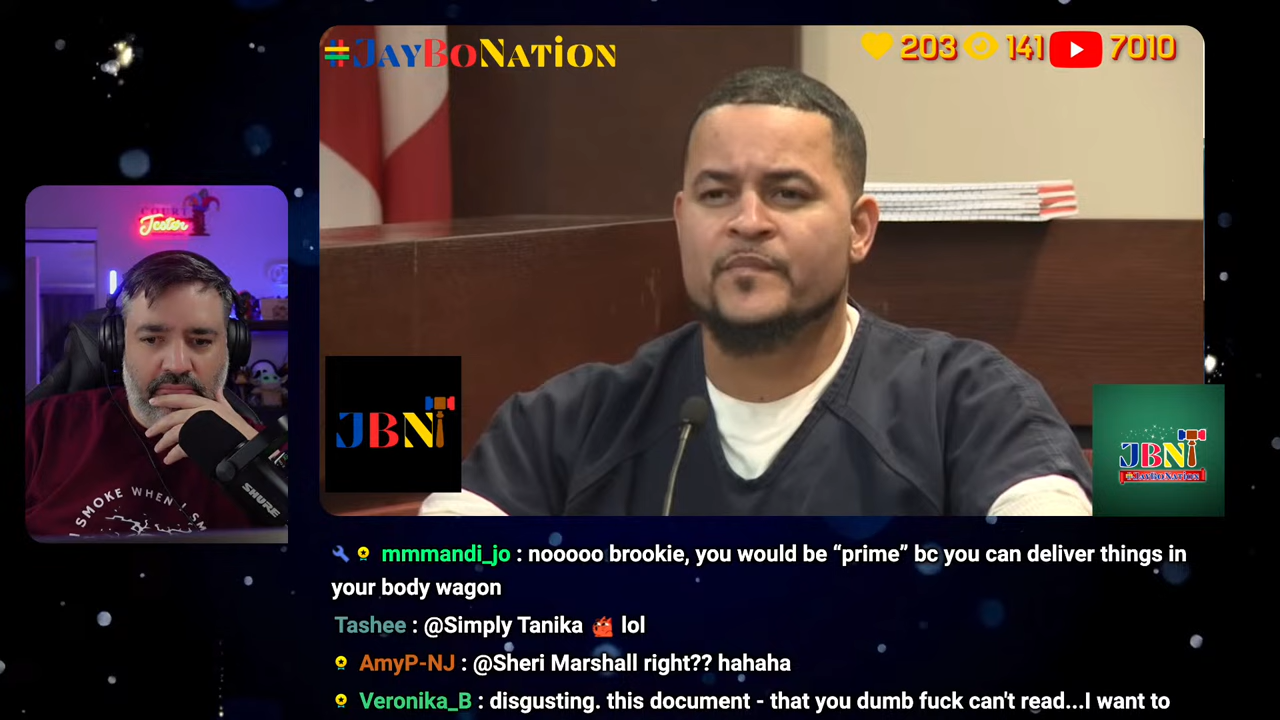 #JAYBONATION
203
141
7010
COURT
Jester
SMOKE WHEN I SM
SHURE
JBN
JBN
#JAYBONATION
mmmandi_jo : nooooo brookie, you would be “prime” bc you can deliver things in
your body wagon
Tashee : @Simply Tanika lol
AmyP-NJ : @Sheri Marshall right?? hahaha
Veronika_B : disgusting. this document - that you dumb fuck can't read...I want to